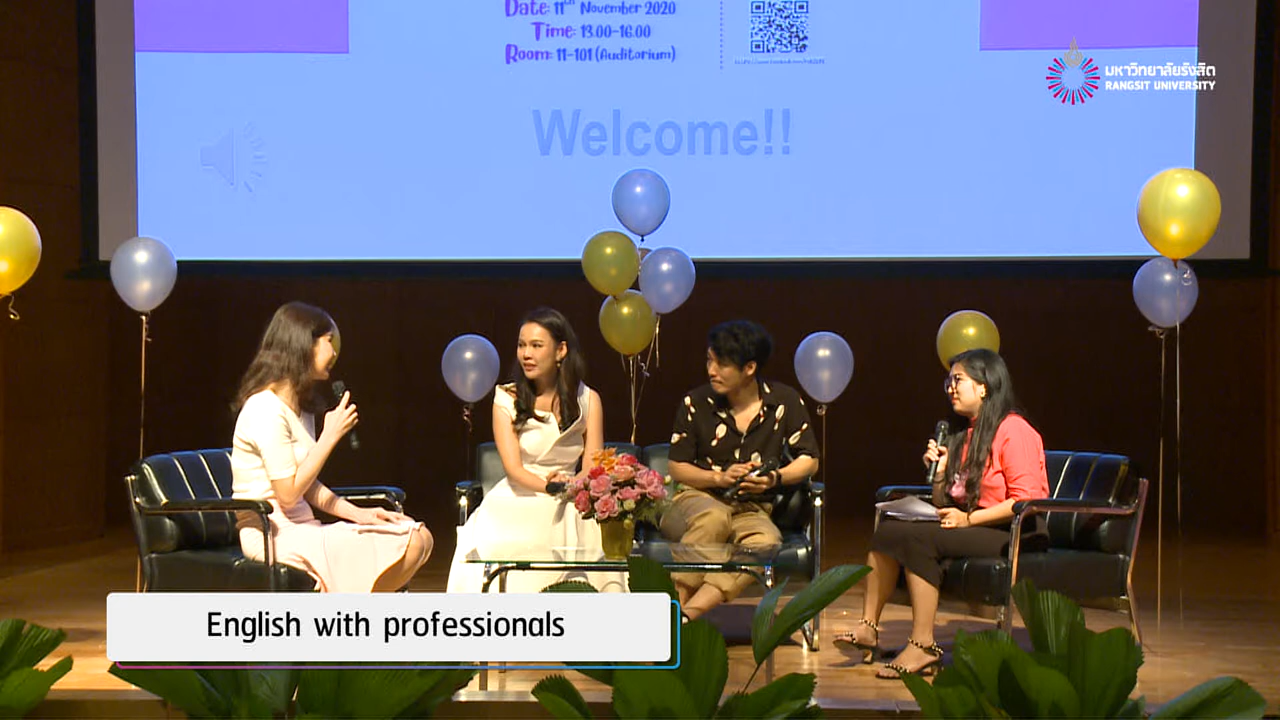 Date: 11th November 2020
Time: 13.00-16.00
Room: 11-101 (Auditorium)
มหาวิทยาลัยรังสิต
RANGSIT UNIVERSITY
Welcome!!
English with professionals